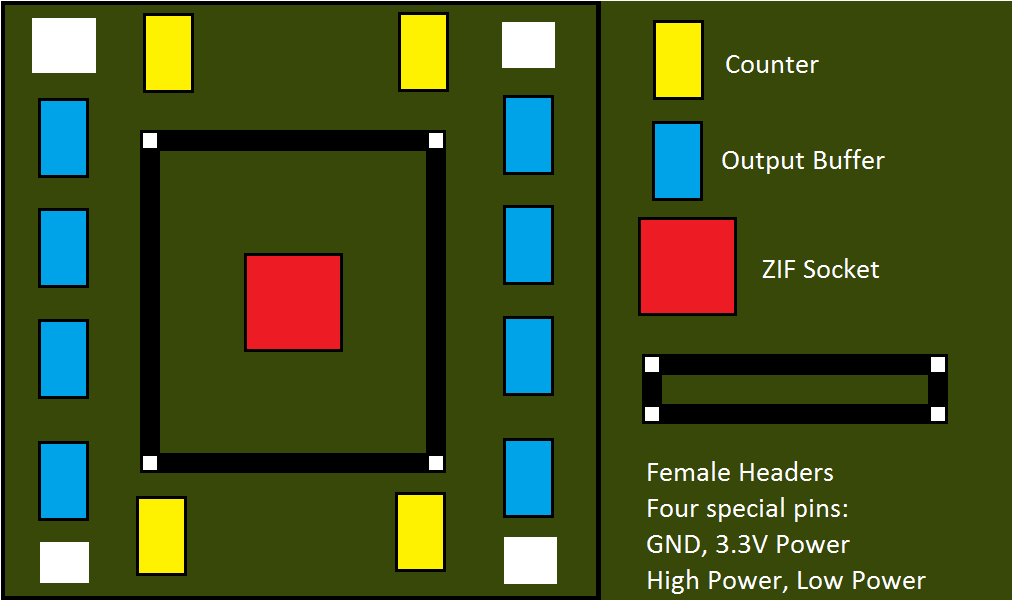 Counter
Output Buffer
ZIF Socket
Female Headers
Four special pins:
GND, 3.3V Power
High Power, Low Power